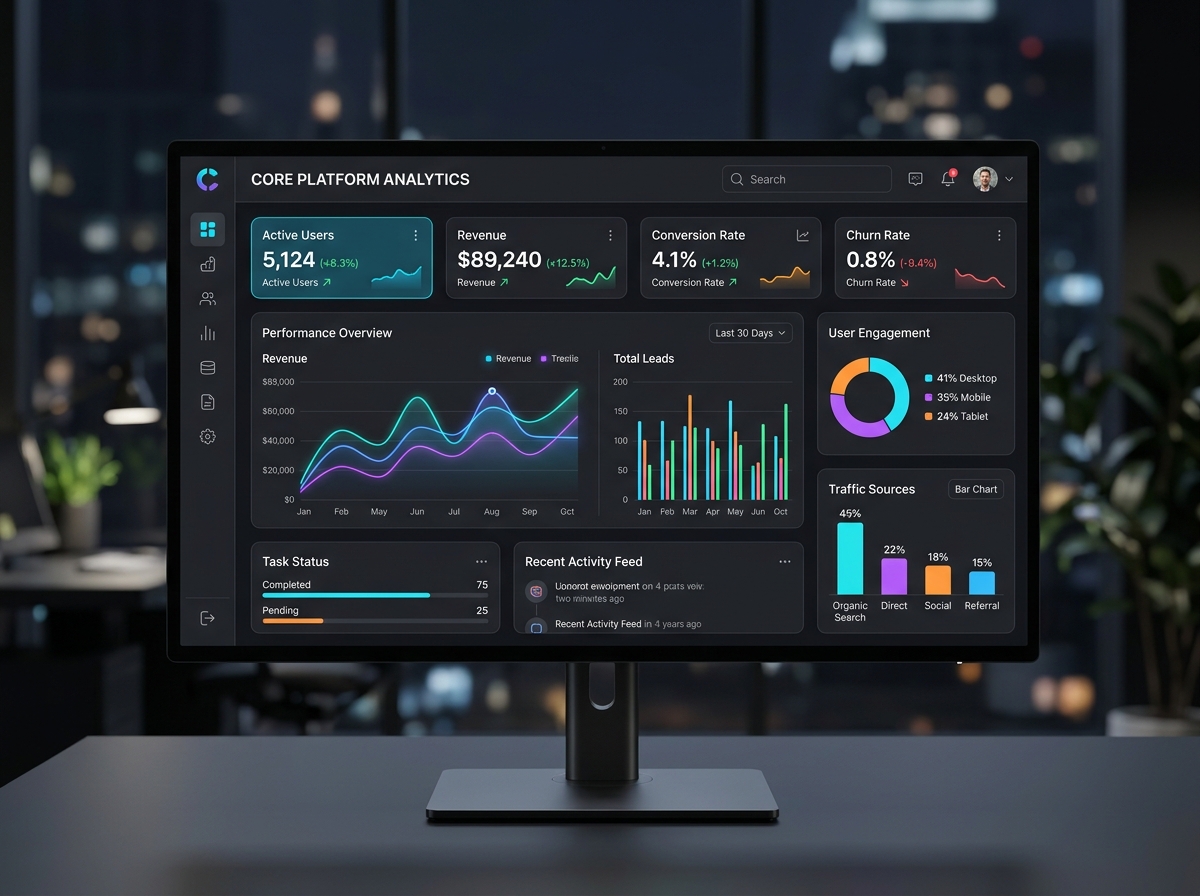 CORE PLATFORM ANALYTICS
Search
Active Users
5,124 (+8.3%)
Active Users
Revenue
$89,240 (+12.5%)
Revenue
Conversion Rate
4.1% (+1.2%)
Conversion Rate
Churn Rate
0.8% (-9.4%)
Churn Rate
Performance Overview
Last 30 Days
Revenue
Revenue
Total Leads
$89,000
$60,000
$40,000
$20,000
$0
Jan Feb May Jun Jul Aug Sep Oct
200
150
100
50
0
Jan Feb Mar Apr May Jun Oct
User Engagement
41% Desktop
35% Mobile
24% Tablet
Traffic Sources
Bar Chart
45%
22%
18%
15%
Organic Search
Direct
Social
Referral
Task Status
Completed 75
Pending 25
Recent Activity Feed
on 4
two minutes ago
Recent Activity Feed in 4 years ago